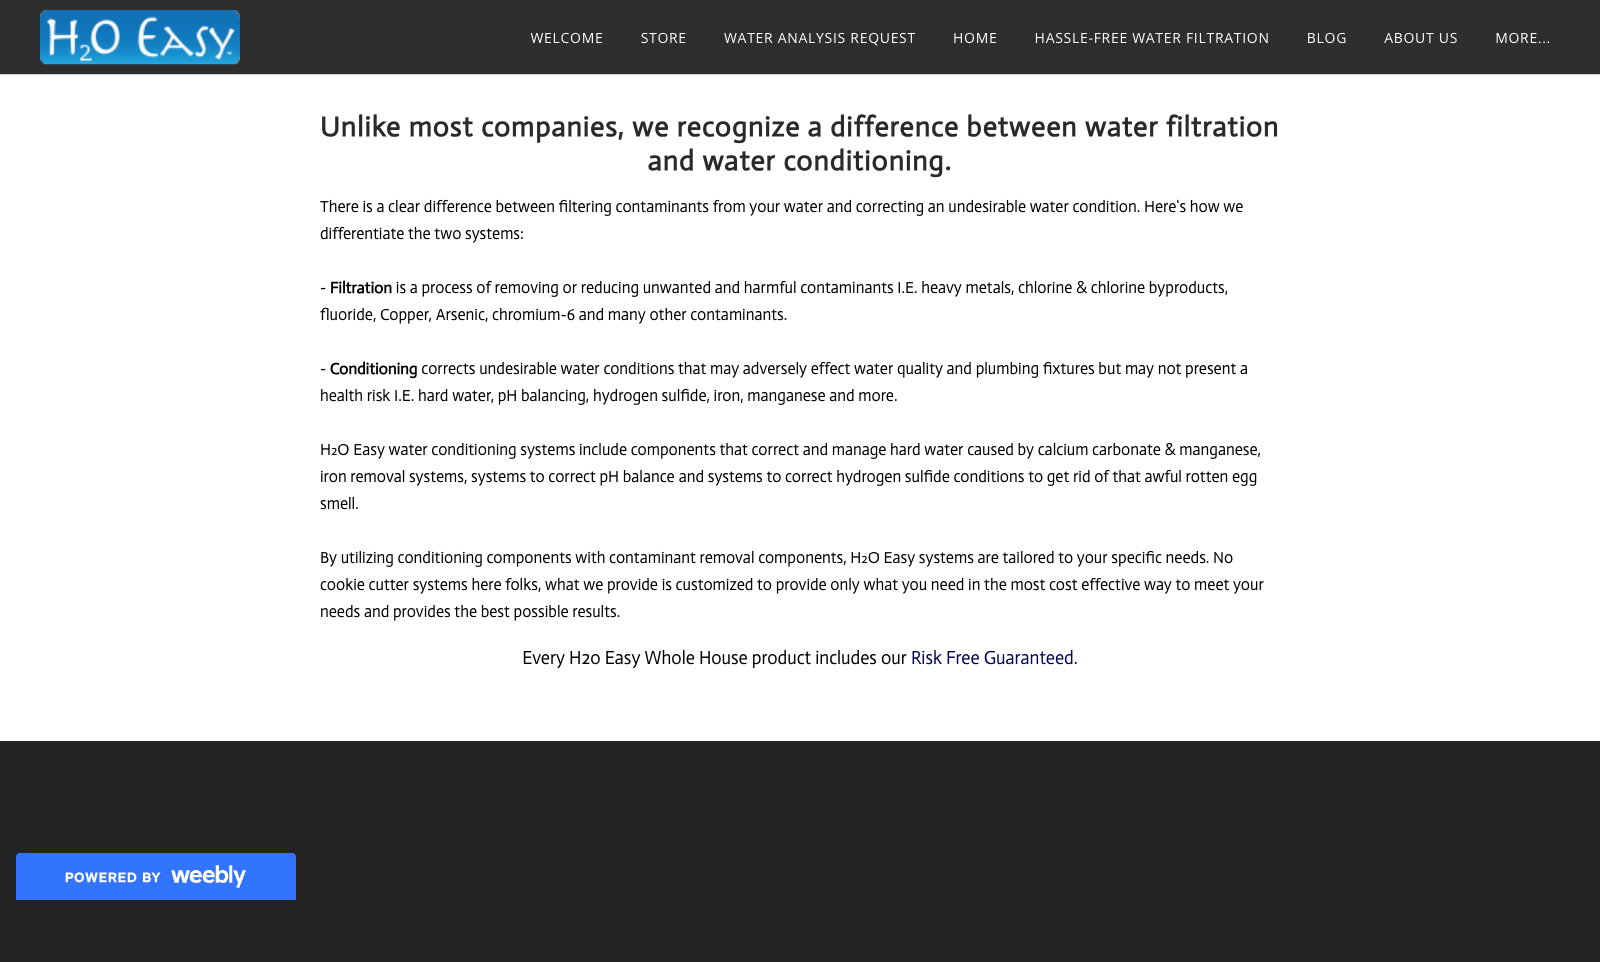 H2O Easy
WELCOME STORE WATER ANALYSIS REQUEST HOME HASSLE-FREE WATER FILTRATION BLOG ABOUT US MORE...
Unlike most companies, we recognize a difference between water filtration
and water conditioning.
There is a clear difference between filtering contaminants from your water and correcting an undesirable water condition. Here's how we
differentiate the two systems:
- Filtration is a process of removing or reducing unwanted and harmful contaminants I.E. heavy metals, chlorine & chlorine byproducts,
fluoride, Copper, Arsenic, chromium-6 and many other contaminants.
- Conditioning corrects undesirable water conditions that may adversely effect water quality and plumbing fixtures but may not present a
health risk I.E. hard water, pH balancing, hydrogen sulfide, iron, manganese and more.
H2O Easy water conditioning systems include components that correct and manage hard water caused by calcium carbonate & manganese,
iron removal systems, systems to correct pH balance and systems to correct hydrogen sulfide conditions to get rid of that awful rotten egg
smell.
By utilizing conditioning components with contaminant removal components, H2O Easy systems are tailored to your specific needs. No
cookie cutter systems here folks, what we provide is customized to provide only what you need in the most cost effective way to meet your
needs and provides the best possible results.
Every H2o Easy Whole House product includes our Risk Free Guaranteed.
POWERED BY weebly